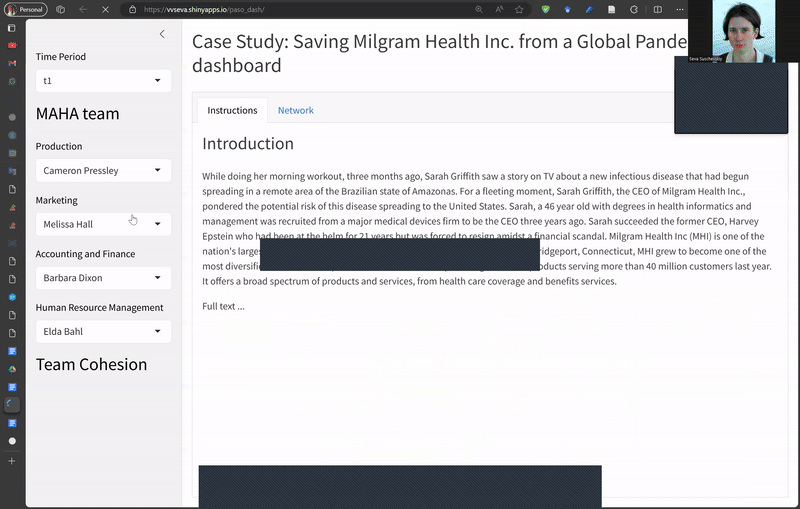 Personal
https://vvseva.shinyapps.io/paso_dash/
Time Period
t1
MAHA team
Production
Cameron Pressley
Marketing
Melissa Hall
Accounting and Finance
Barbara Dixon
Human Resource Management
Elda Bahl
Team Cohesion
Case Study: Saving Milgram Health Inc. from a Global Pande
dashboard
Instructions
Network
Introduction
While doing her morning workout, three months ago, Sarah Griffith saw a story on TV about a new infectious disease that had begun
spreading in a remote area of the Brazilian state of Amazonas. For a fleeting moment, Sarah Griffith, the CEO of Milgram Health Inc.,
pondered the potential risk of this disease spreading to the United States. Sarah, a 46 year old with degrees in health informatics and
management was recruited from a major medical devices firm to be the CEO three years ago. Sarah succeeded the former CEO, Harvey
Epstein who had been at the helm for 21 years but was forced to resign amidst a financial scandal. Milgram Health Inc (MHI) is one of the
nation's larges ridgeport, Connecticut, MHI grew to become one of the
most diversific products serving more than 40 million customers last year.
It offers a broad spectrum of products and services, from health care coverage and benefits services.
Full text ...